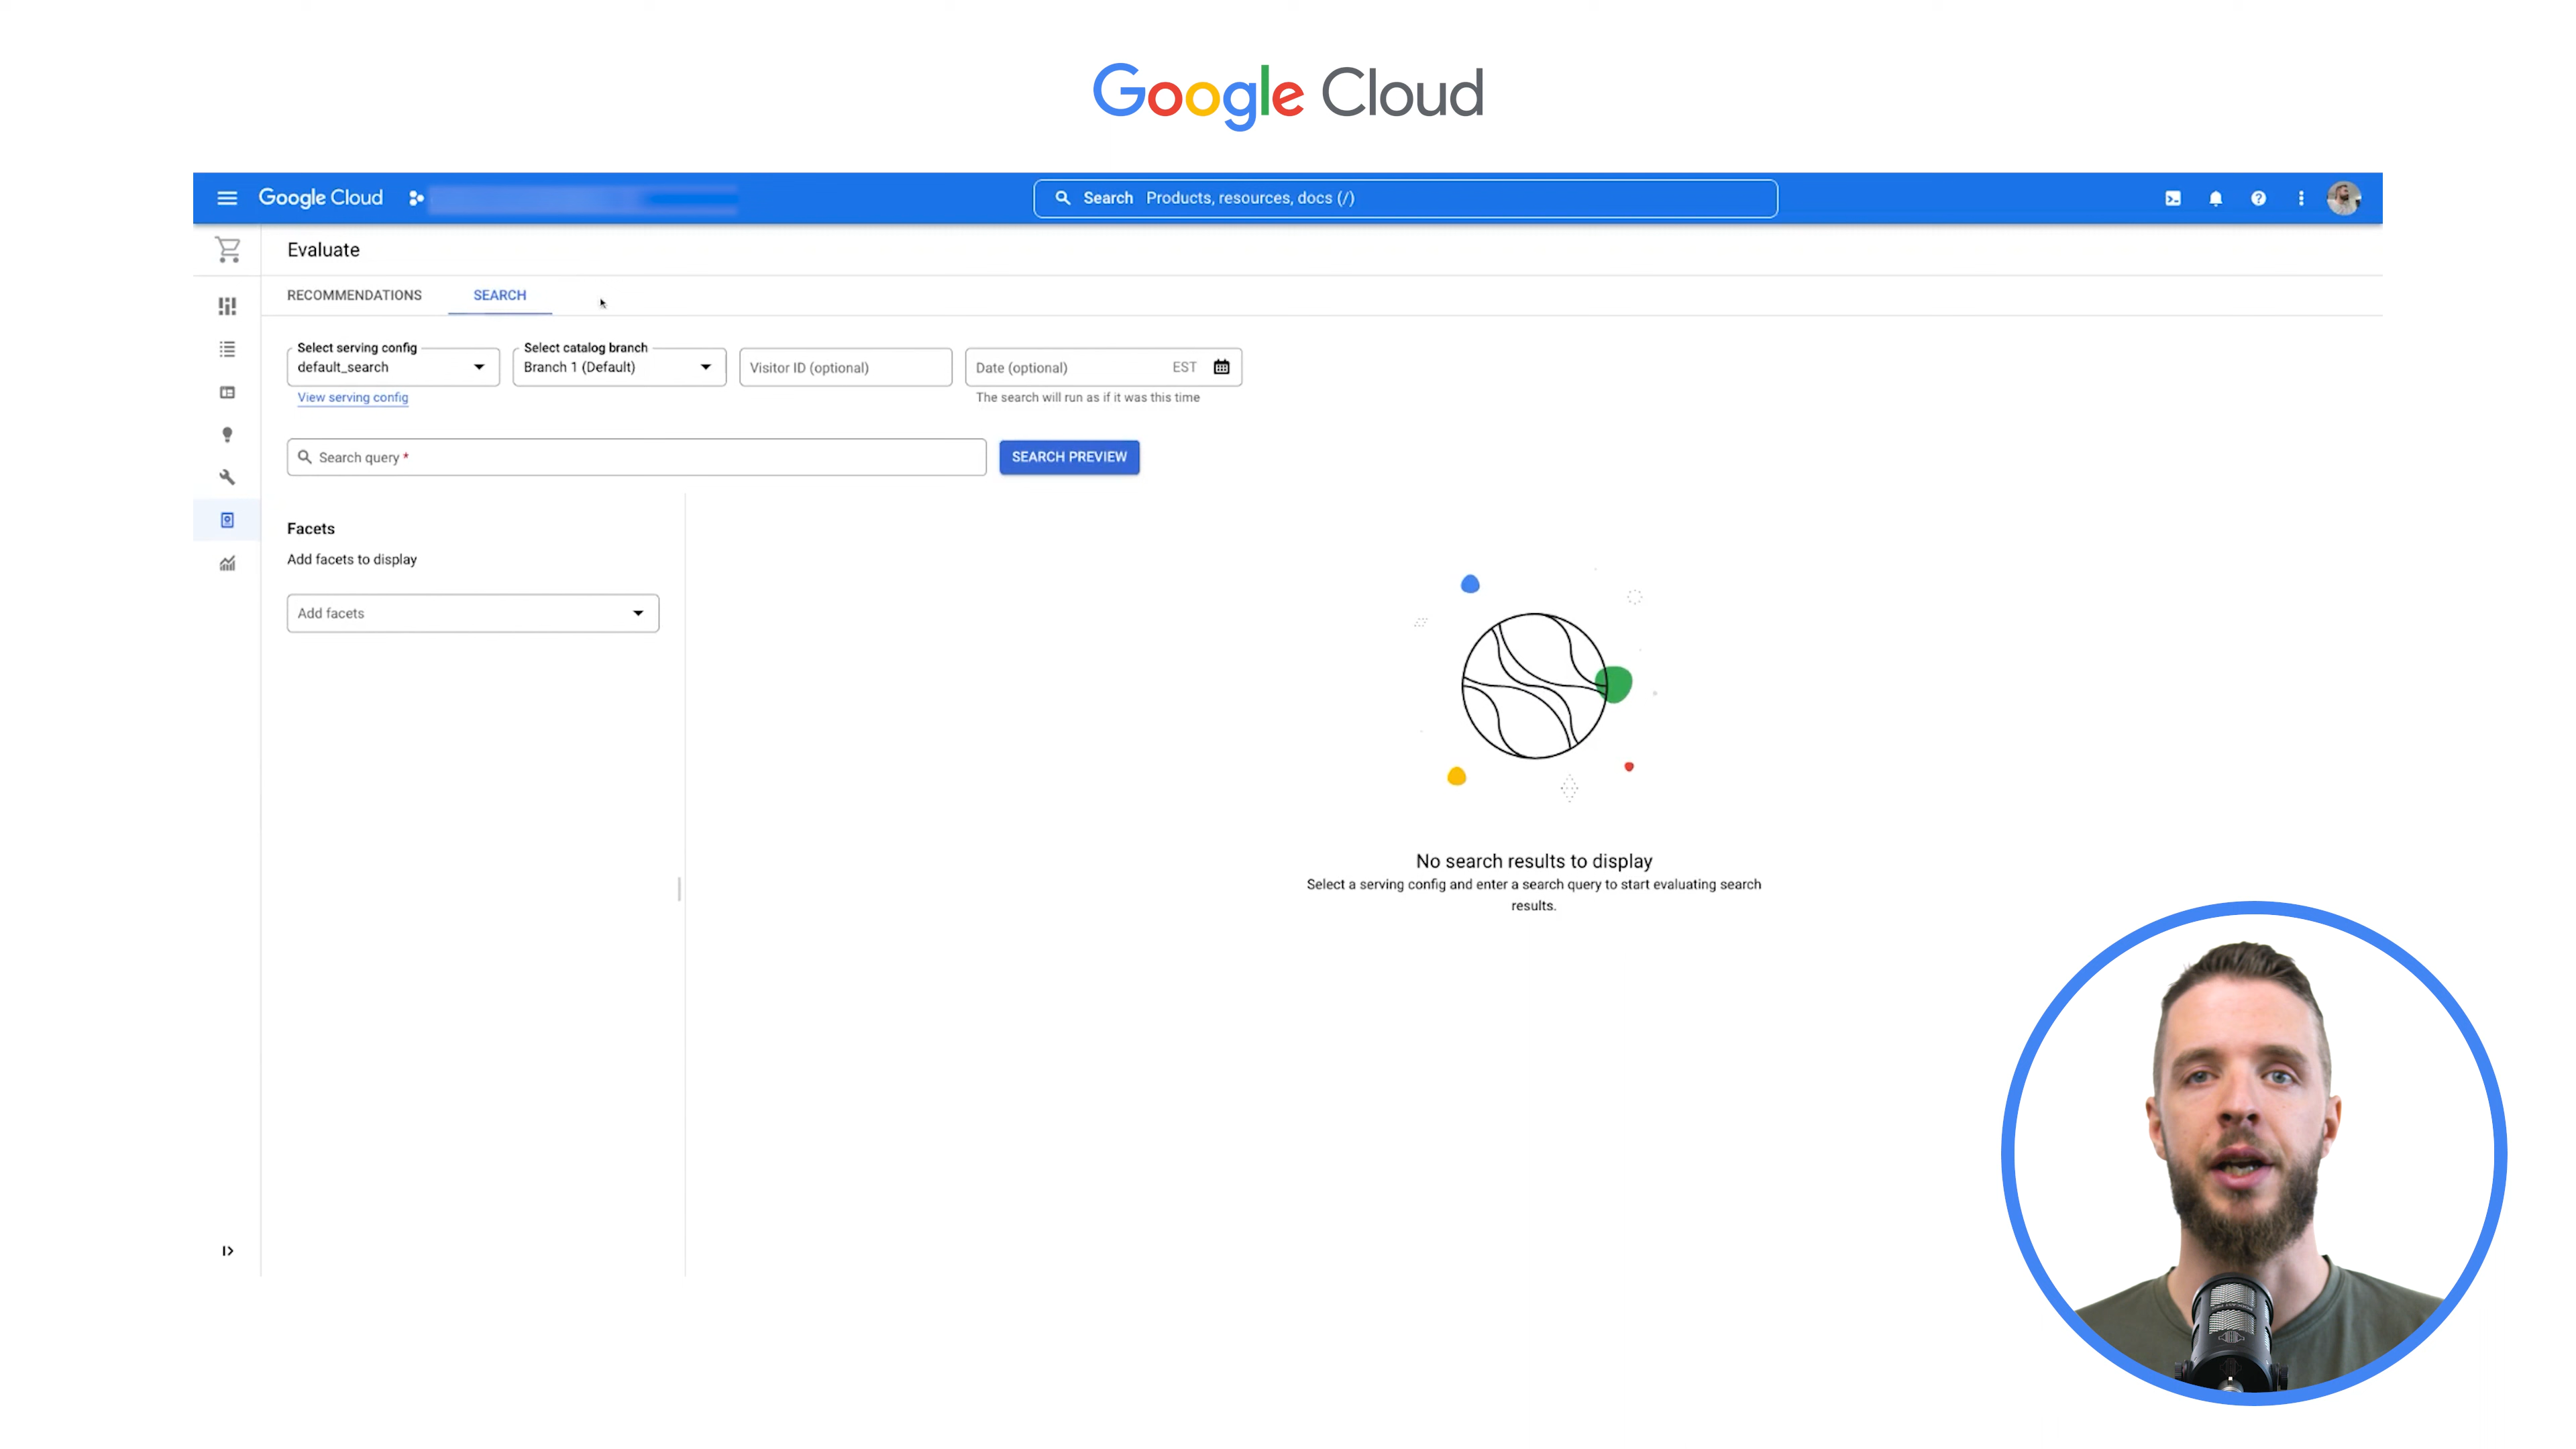 Google Cloud
Google Cloud
Search Products, resources, docs (/)
Evaluate
RECOMMENDATIONS SEARCH
Select serving config
default_search
Select catalog branch
Branch 1 (Default)
Visitor ID (optional)
Date (optional) EST
View serving config
The search will run as if it was this time
Search query *
SEARCH PREVIEW
Facets
Add facets to display
Add facets
No search results to display
Select a serving config and enter a search query to start evaluating search
results.